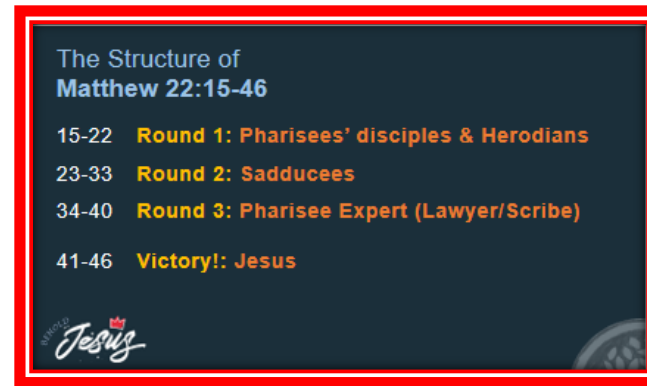 The Structure of
Matthew 22:15-46
15-22 Round 1: Pharisees’ disciples & Herodians
23-33 Round 2: Sadducees
34-40 Round 3: Pharisee Expert (Lawyer/Scribe)
41-46 Victory!: Jesus
BEHOLD
Jesus